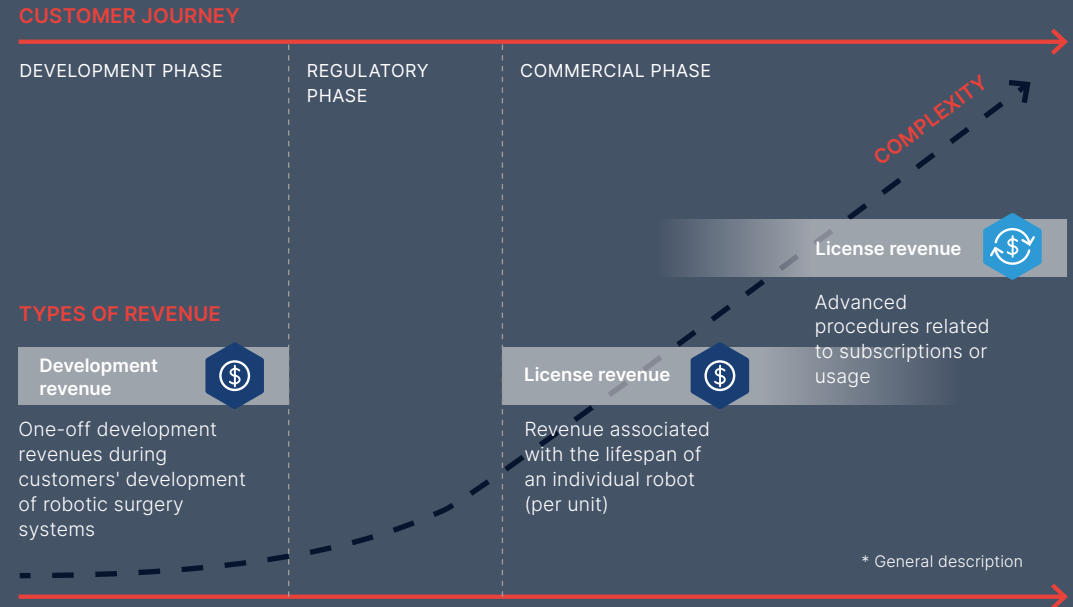 CUSTOMER JOURNEY
DEVELOPMENT PHASE
REGULATORY
PHASE
COMMERCIAL PHASE
COMPLEXITY
License revenue
Advanced
procedures related
to subscriptions or
usage
TYPES OF REVENUE
Development
revenue
One-off development
revenues during
customers' development
of robotic surgery
systems
License revenue
Revenue associated
with the lifespan of
an individual robot
(per unit)
* General description